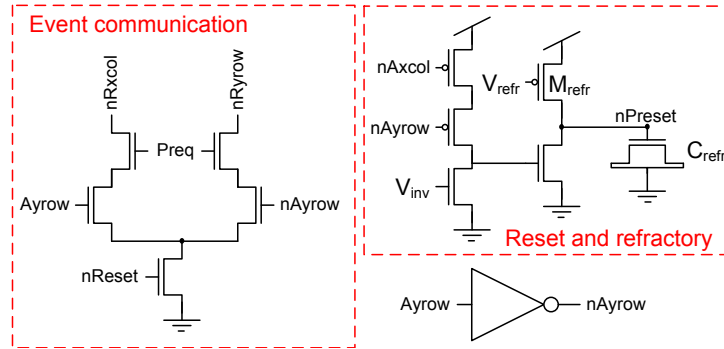 Event communication
nRxcol
nRyrow
Preq
Ayrow
nAyrow
nReset
nAxcol
Vrefr
Mrefr
nPreset
nAyrow
Crefr
Vinv
Reset and refractory
Ayrow
nAyrow